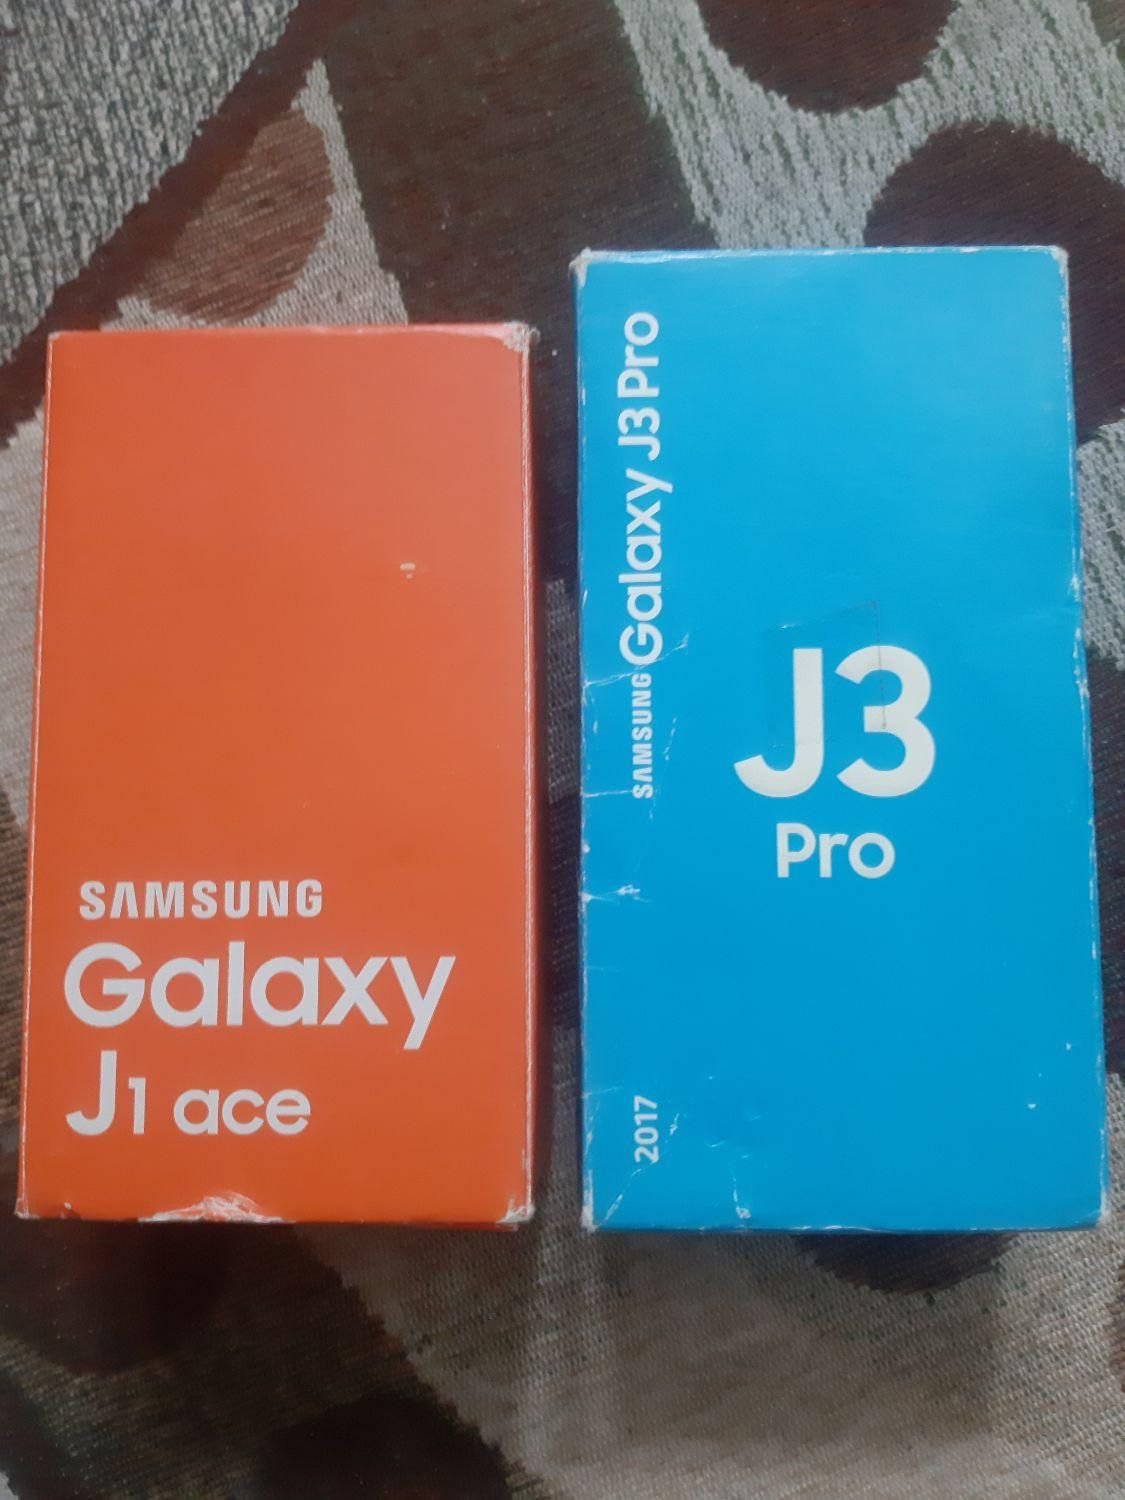 SAMSUNG
Galaxy
J1 ace
SAMSUNG Galaxy J3 Pro
J3
Pro
2017